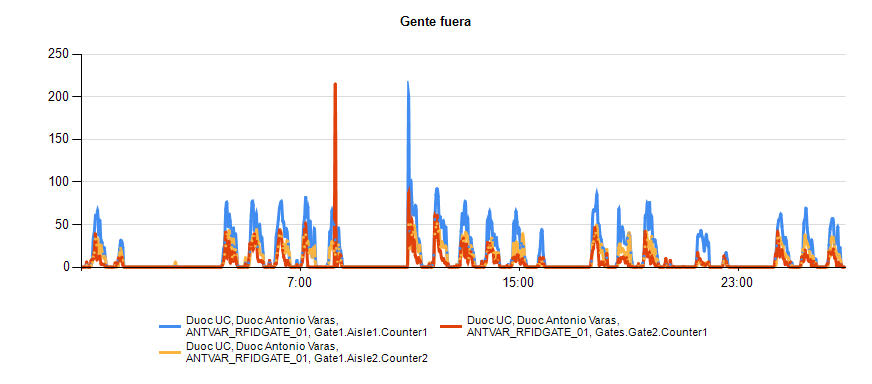 Gente fuera
250
200
150
100
50
0
7:00
15:00
23:00
Duoc UC, Duoc Antonio Varas,
ANTVAR_RFIDGATE_01, Gate1.Aisle1.Counter1
Duoc UC, Duoc Antonio Varas,
ANTVAR_RFIDGATE_01, Gates.Gate2.Counter1
Duoc UC, Duoc Antonio Varas,
ANTVAR_RFIDGATE_01, Gate1.Aisle2.Counter2